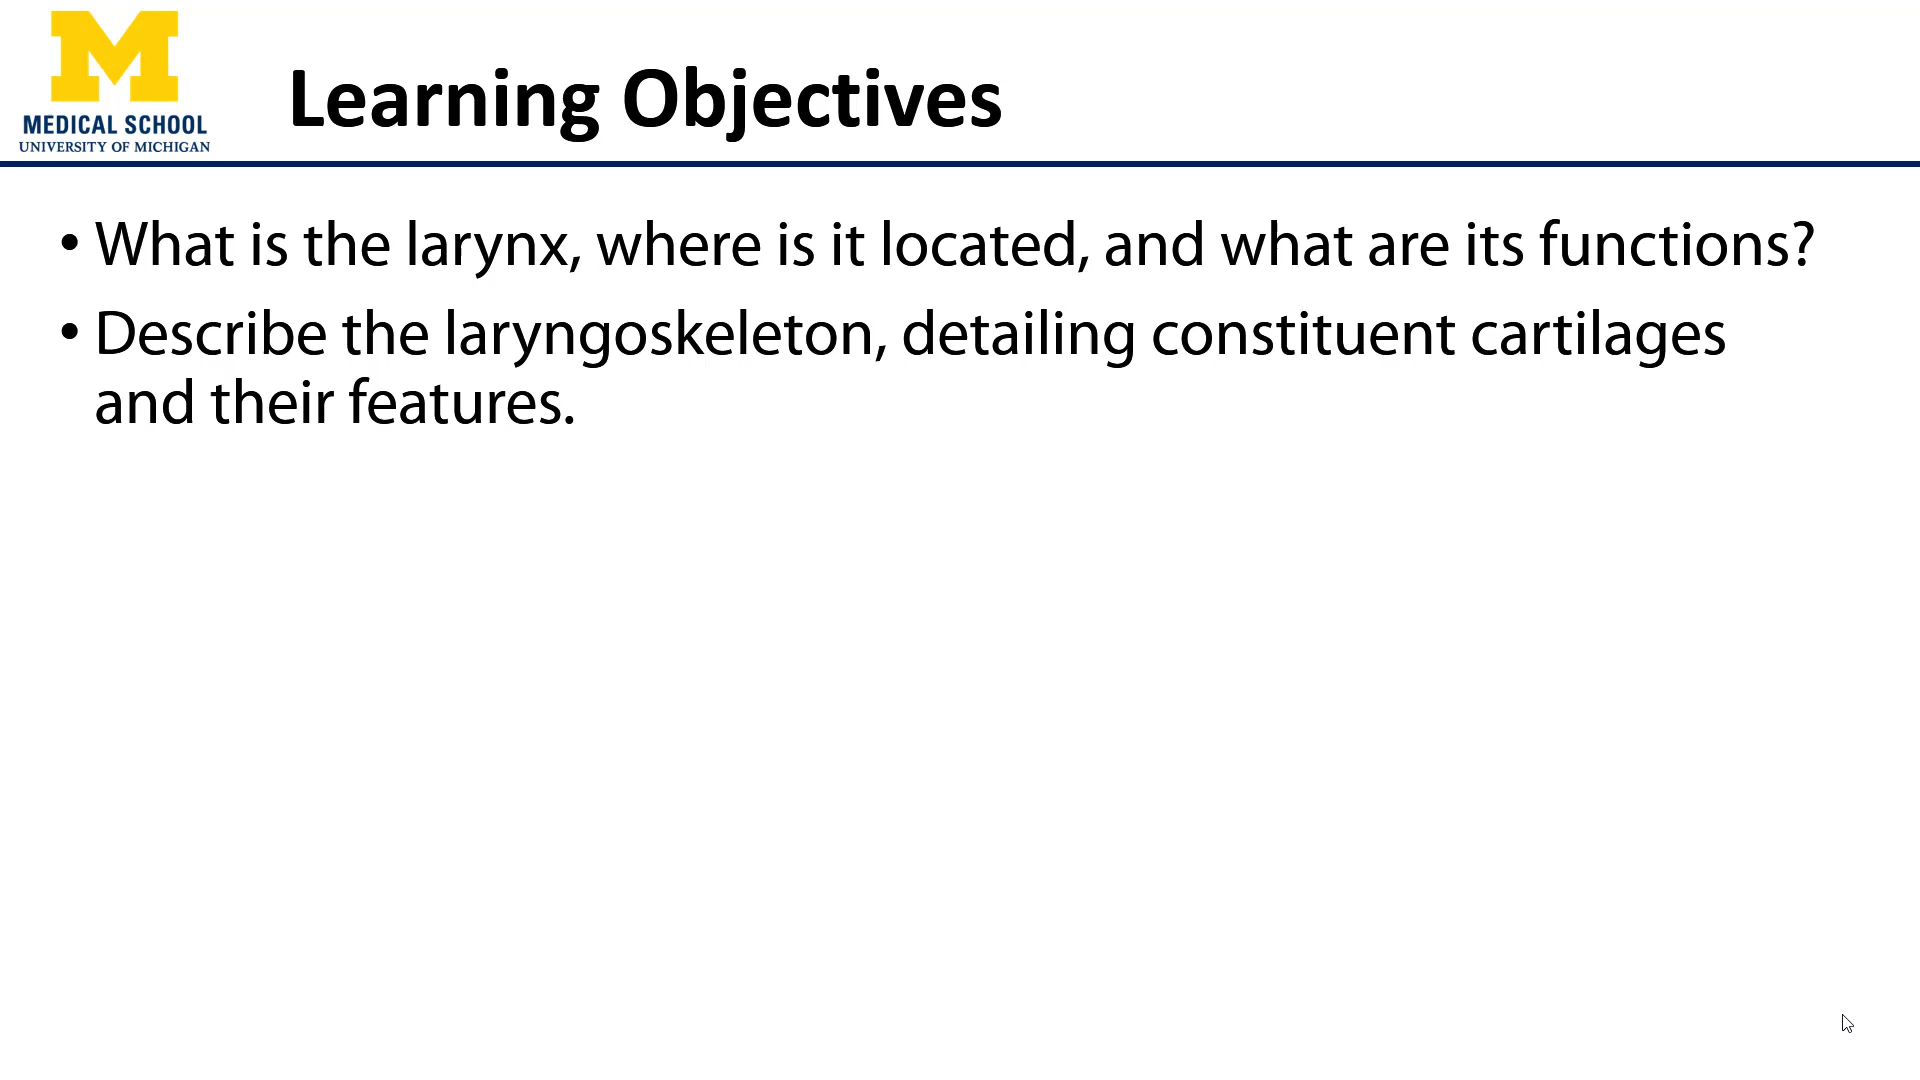 M
MEDICAL SCHOOL
UNIVERSITY OF MICHIGAN
Learning Objectives
• What is the larynx, where is it located, and what are its functions?
• Describe the laryngoskeleton, detailing constituent cartilages
and their features.